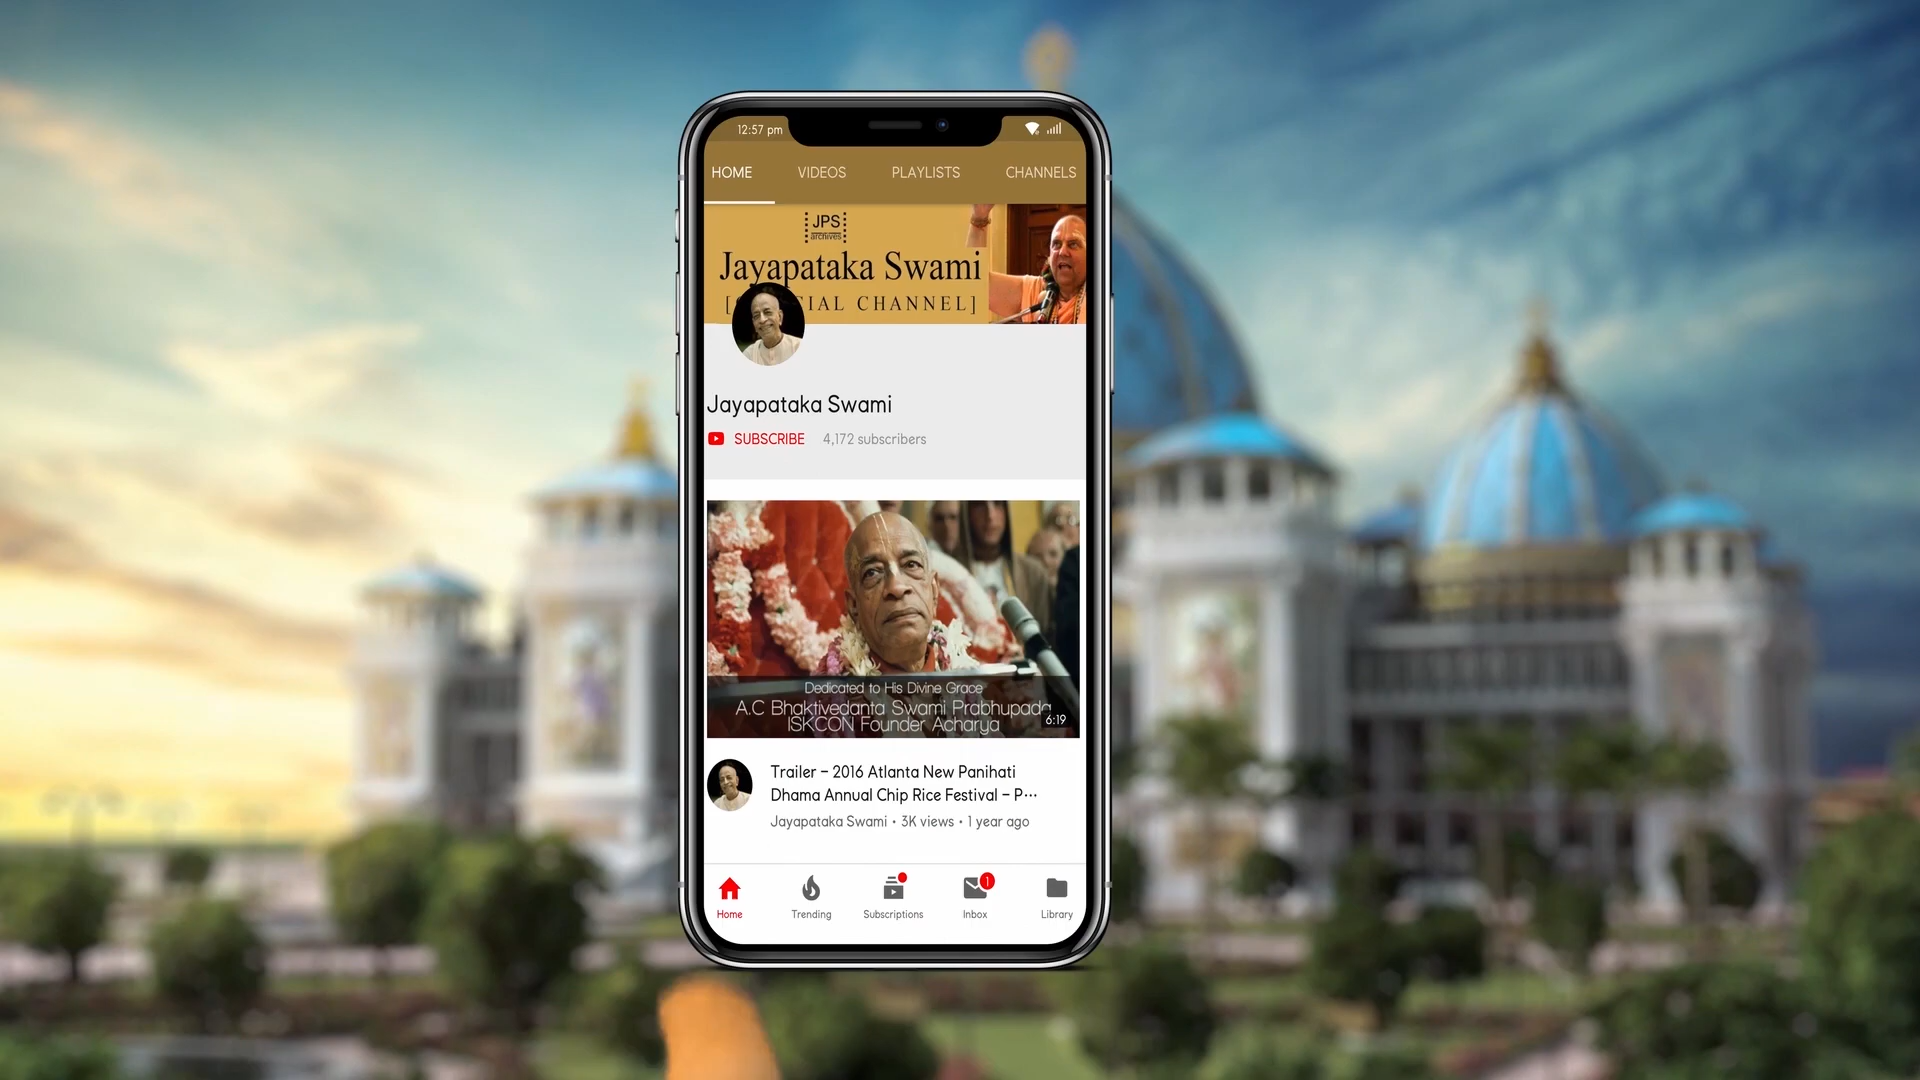 12:57 pm
HOME VIDEOS PLAYLISTS CHANNELS
JPS
archives
Jayapataka Swami
CIAL CHANNEL]
Jayapataka Swami
SUBSCRIBE 4,172 subscribers
Dedicated to His Divine Grace
A.C Bhaktivedanta Swami Prabhupada
ISKCON Founder Acharya
6:19
Trailer – 2016 Atlanta New Panihati
Dhama Annual Chip Rice Festival – P···
Jayapataka Swami • 3K views • 1 year ago
1
Home Trending Subscriptions Inbox Library